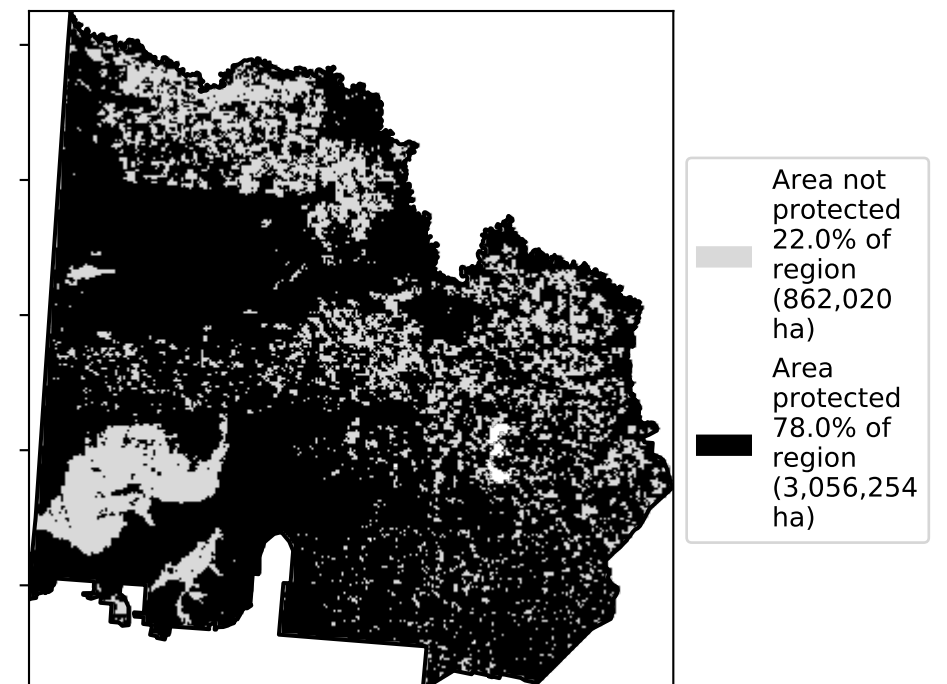 Area not
protected
22.0% of
region
(862,020
ha)
Area
protected
78.0% of
region
(3,056,254
ha)